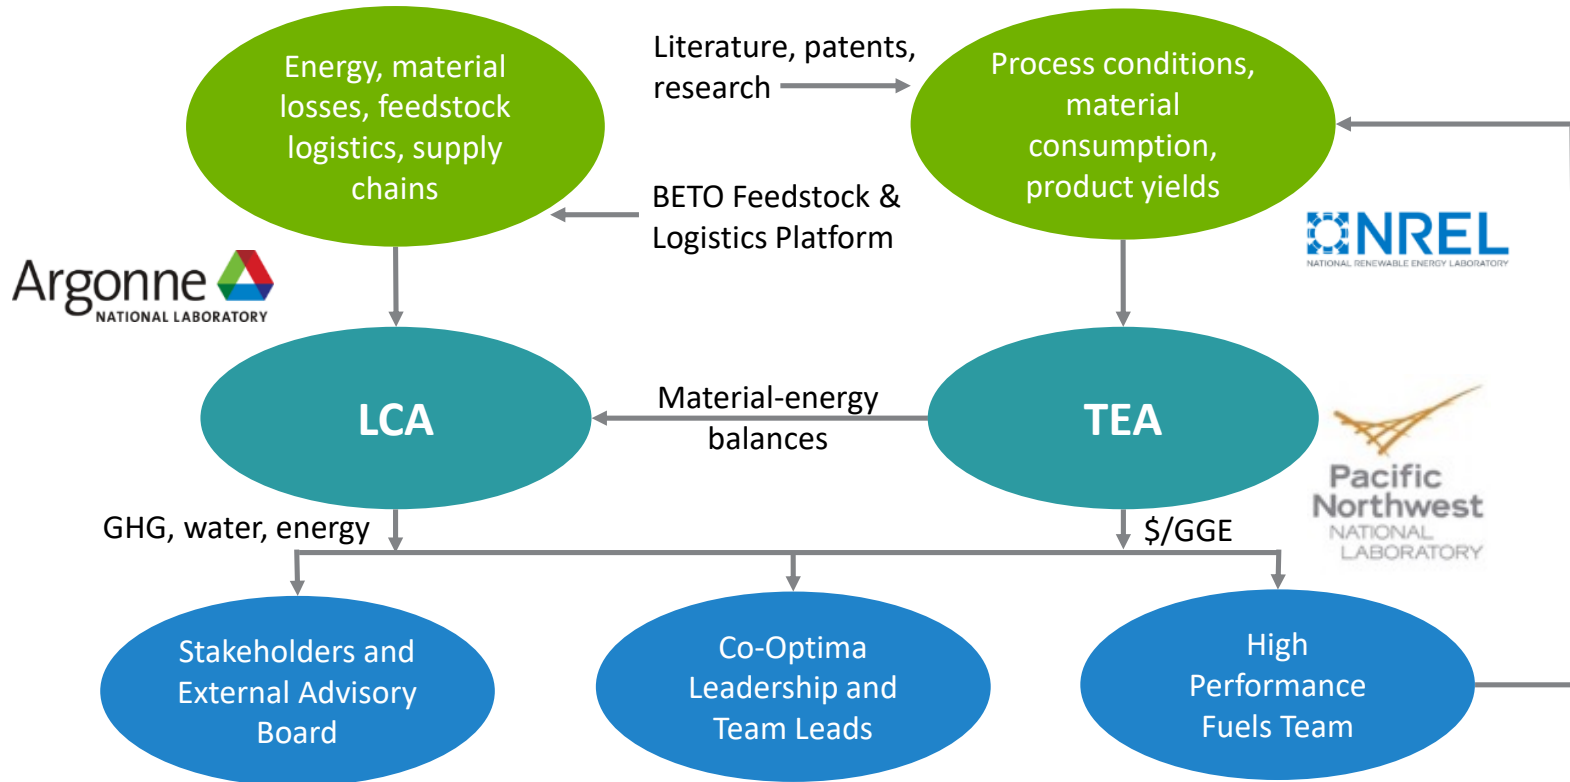 Energy, material
losses, feedstock
logistics, supply
chains
Literature, patents,
research
Process conditions,
material
consumption,
product yields
BETO Feedstock &
Logistics Platform
Argonne
NATIONAL LABORATORY
NREL
NATIONAL RENEWABLE ENERGY LABORATORY
LCA
Material-energy
balances
TEA
Pacific
Northwest
NATIONAL
LABORATORY
GHG, water, energy
$/GGE
Stakeholders and
External Advisory
Board
Co-Optima
Leadership and
Team Leads
High
Performance
Fuels Team